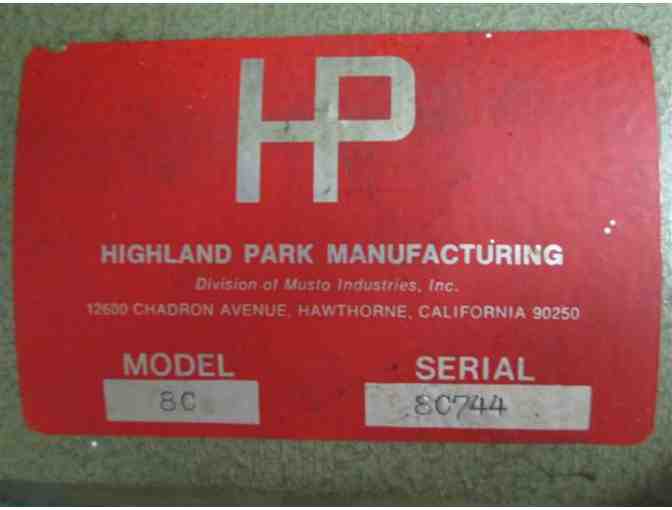 HP
HIGHLAND PARK MANUFACTURING
Division of Musto Industries, Inc.
12600 CHADRON AVENUE, HAWTHORNE, CALIFORNIA 90250
MODEL SERIAL
8C 8C744